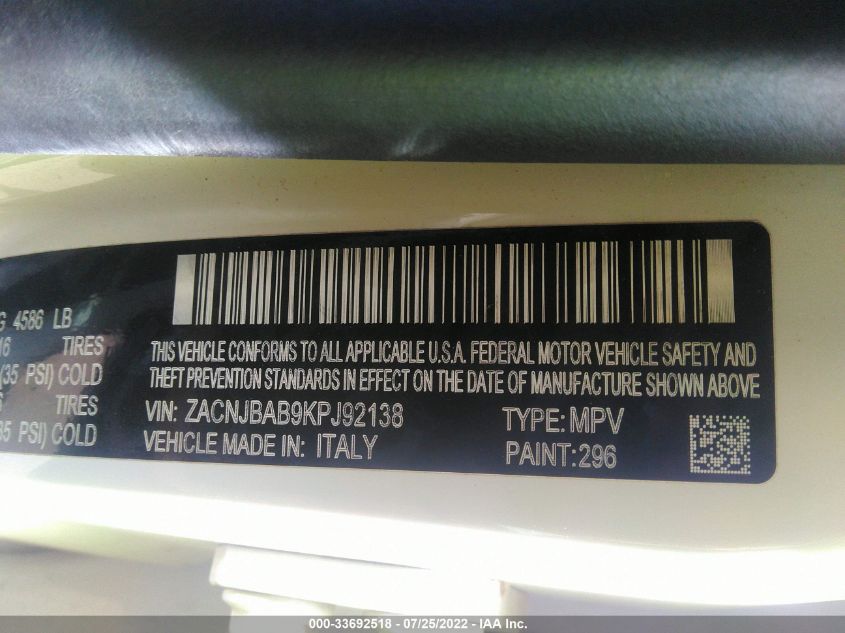 G 4586 LB
16 TIRES
(35 PSI) COLD
TIRES
35 PSI) COLD
THIS VEHICLE CONFORMS TO ALL APPLICABLE U.S.A. FEDERAL MOTOR VEHICLE SAFETY AND
THEFT PREVENTION STANDARDS IN EFFECT ON THE DATE OF MANUFACTURE SHOWN ABOVE
VIN: ZACNJBAB9KPJ92138 TYPE: MPV
VEHICLE MADE IN: ITALY PAINT: 296
000-33692518 - 07/25/2022 - IAA Inc.